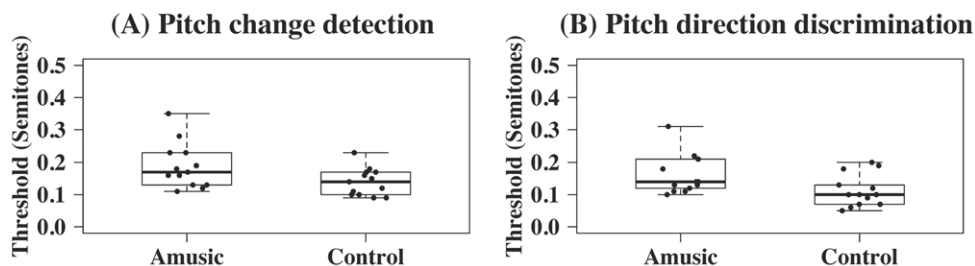 (A) Pitch change detection
Threshold (Semitones)
0.5
0.4
0.3
0.2
0.1
0.0
Amusic Control
(B) Pitch direction discrimination
Threshold (Semitones)
0.5
0.4
0.3
0.2
0.1
0.0
Amusic Control